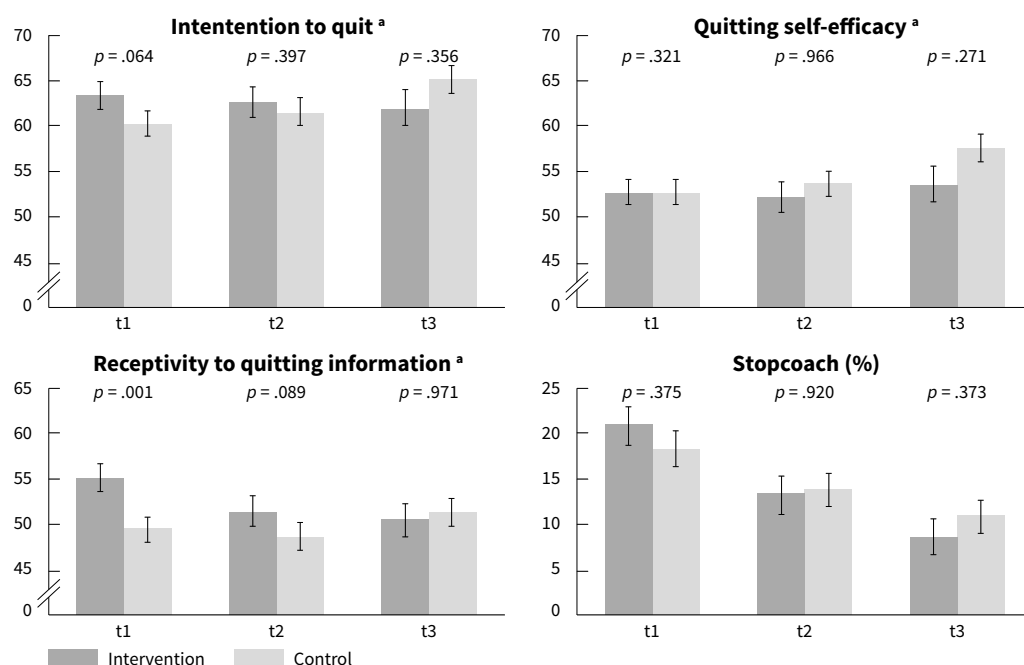 Intentention to quit ᵃ
p = .064 p = .397 p = .356
70
65
60
55
50
45
0
t1 t2 t3
Quitting self-efficacy ᵃ
p = .321 p = .966 p = .271
70
65
60
55
50
45
0
t1 t2 t3
Receptivity to quitting information ᵃ
p = .001 p = .089 p = .971
65
60
55
50
45
0
t1 t2 t3
Stopcoach (%)
p = .375 p = .920 p = .373
25
20
15
10
5
0
t1 t2 t3
Intervention Control